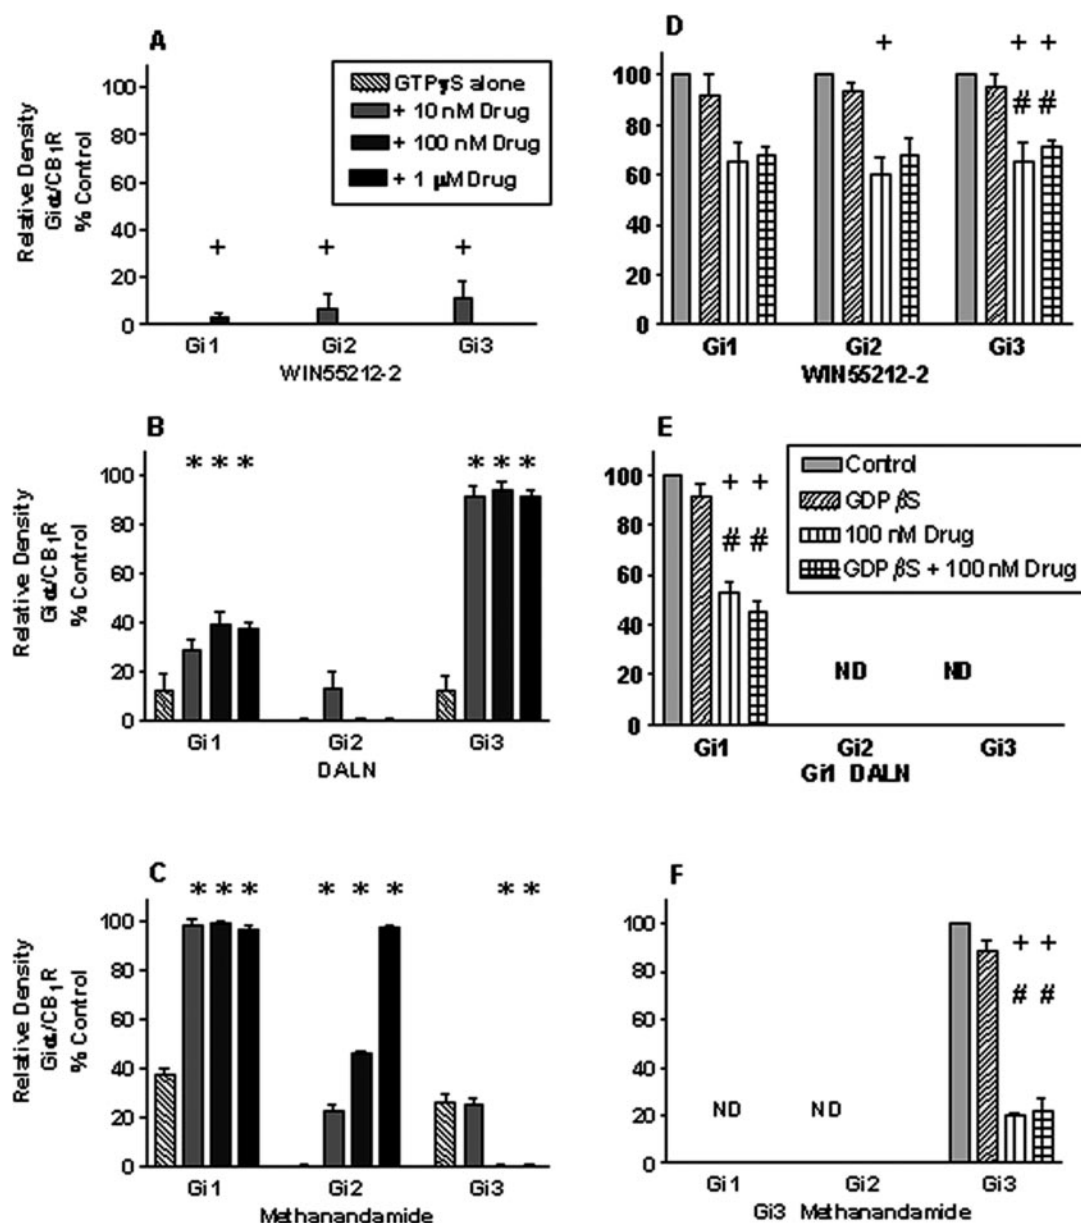 A
Relative Density
Giα/CB1R
% Control
100
80
60
40
20
0
GTPγS alone
+ 10 nM Drug
+ 100 nM Drug
+ 1 μM Drug
+ + +
Gi1 Gi2 Gi3
WIN55212-2
D
100
80
60
40
20
0
+ + +
# #
Gi1 Gi2 Gi3
WIN55212-2
B
Relative Density
Giα/CB1R
% Control
100
80
60
40
20
0
* * * * * *
Gi1 Gi2 Gi3
DALN
E
100
80
60
40
20
0
+ +
# #
Control
GDP βS
100 nM Drug
GDP βS + 100 nM Drug
ND ND
Gi1 Gi2 Gi3
Gi1 DALN
C
Relative Density
Giα/CB1R
% Control
100
80
60
40
20
0
* * * * * * * *
Gi1 Gi2 Gi3
Methanandamide
F
100
80
60
40
20
0
+ +
# #
ND ND
Gi1 Gi2 Gi3
Gi3 Methanandamide